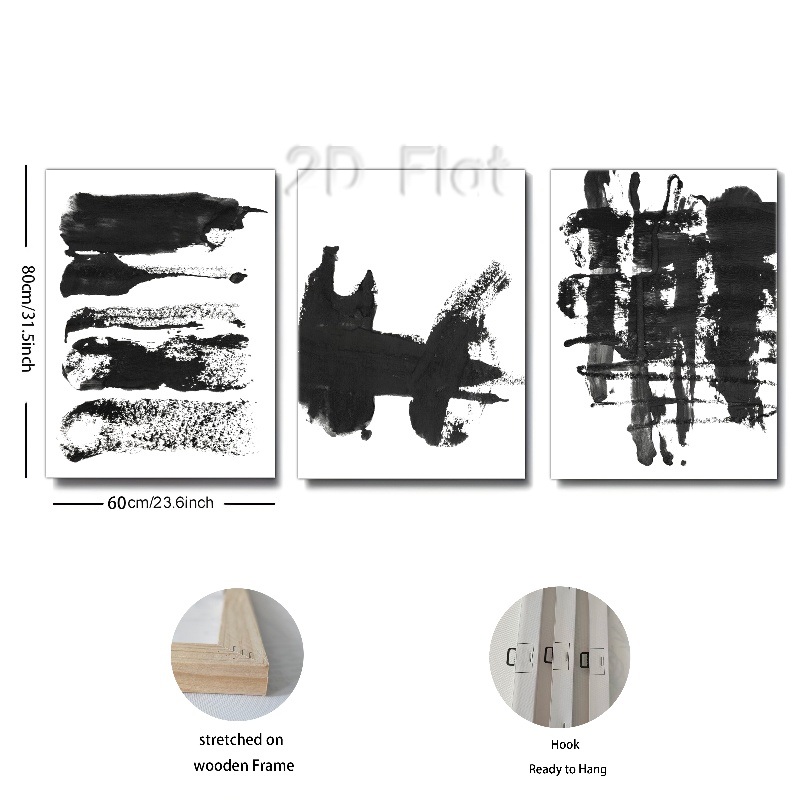 2D Flat
80cm/31.5inch
60cm/23.6inch
stretched on
wooden Frame
Hook
Ready to Hang